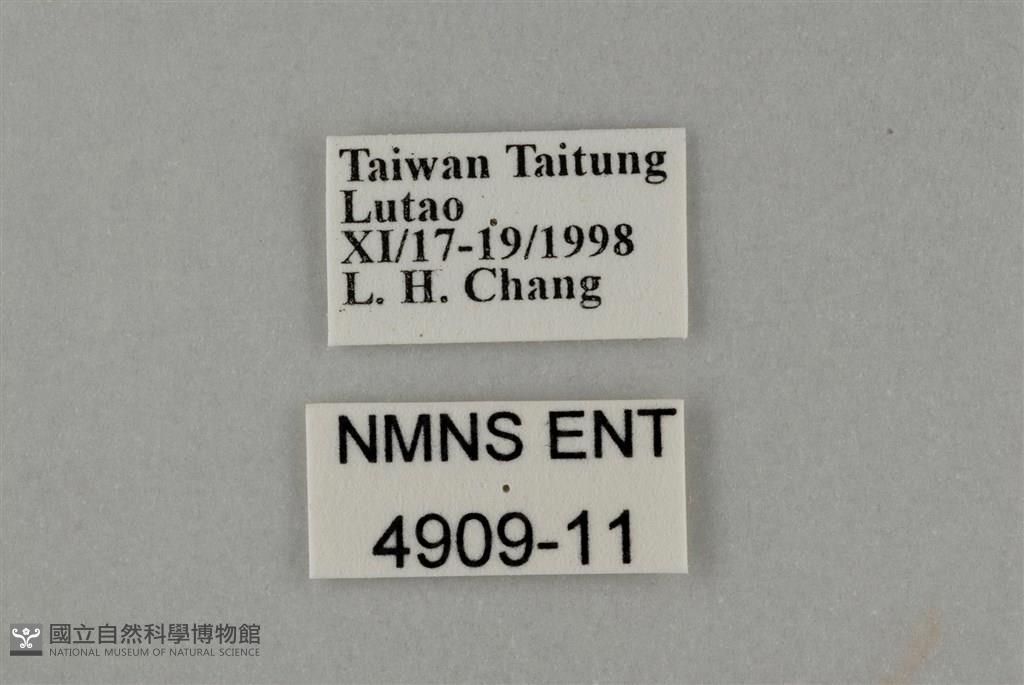 Taiwan Taitung
Lutao
XI/17-19/1998
L. H. Chang
NMNS ENT
4909-11
國立自然科學博物館
NATIONAL MUSEUM OF NATURAL SCIENCE